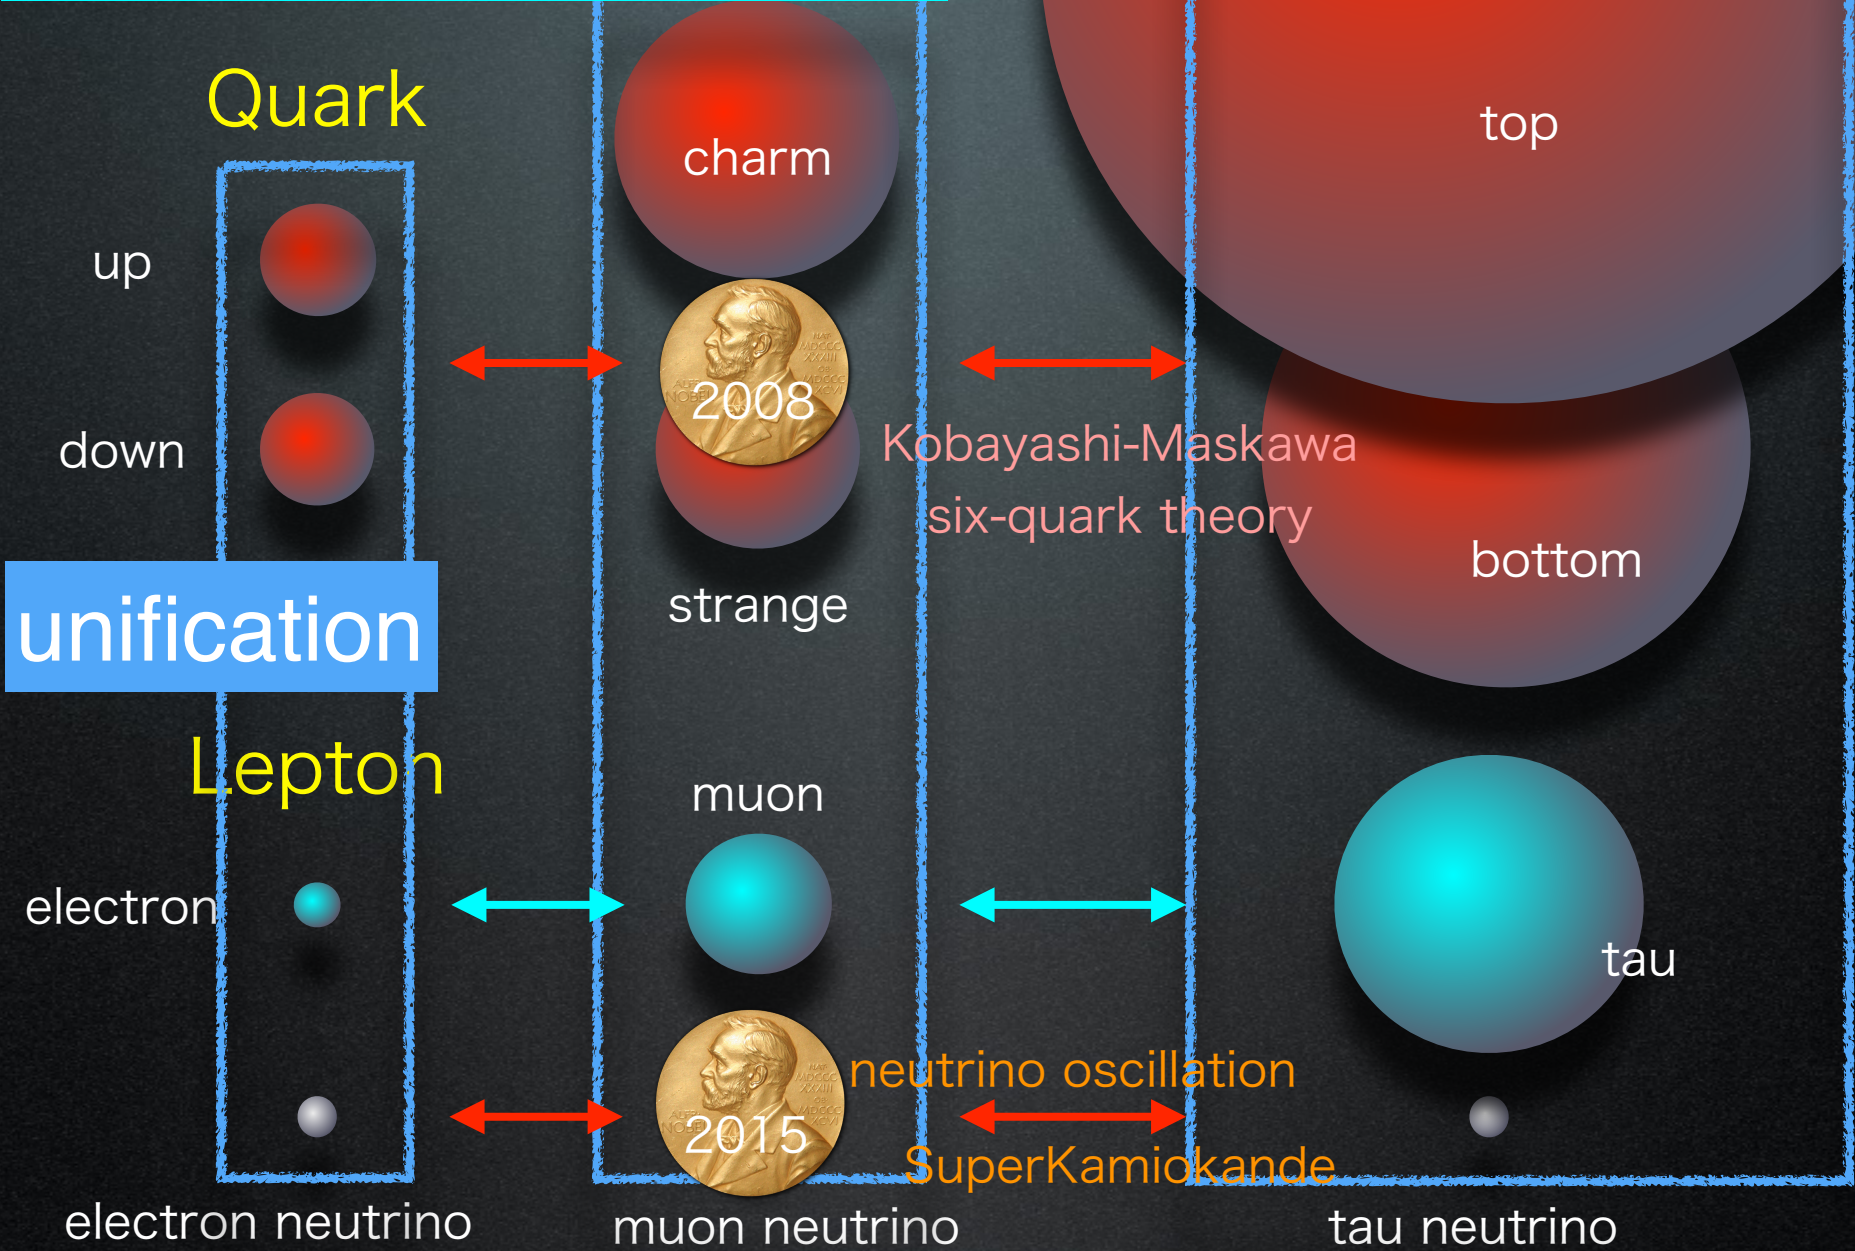 Quark
top
charm
up
2008
down
Kobayashi-Maskawa
six-quark theory
bottom
strange
unification
Lepton
muon
electron
tau
neutrino oscillation
2015
SuperKamiokande
electron neutrino
muon neutrino
tau neutrino